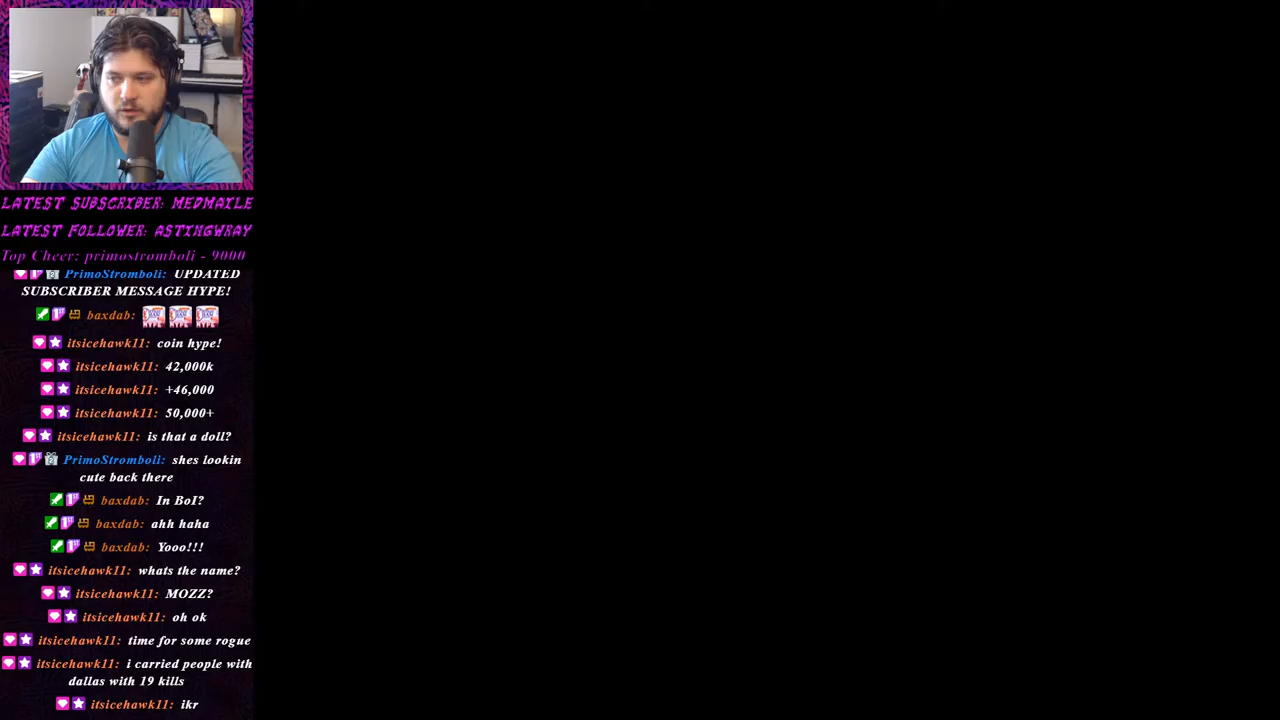 LATEST SUBSCRIBER: MEDMAILE
LATEST FOLLOWER: ASTINGWRAY
Top Cheer: primostromboli - 9000
PrimoStromboli: UPDATED
SUBSCRIBER MESSAGE HYPE!
baxdab: HYPE HYPE HYPE
itsicehawk11: coin hype!
itsicehawk11: 42,000k
itsicehawk11: +46,000
itsicehawk11: 50,000+
itsicehawk11: is that a doll?
PrimoStromboli: shes lookin
cute back there
baxdab: In BoI?
baxdab: ahh haha
baxdab: Yooo!!!
itsicehawk11: whats the name?
itsicehawk11: MOZZ?
itsicehawk11: oh ok
itsicehawk11: time for some rogue
itsicehawk11: i carried people with
dallas with 19 kills
itsicehawk11: ikr